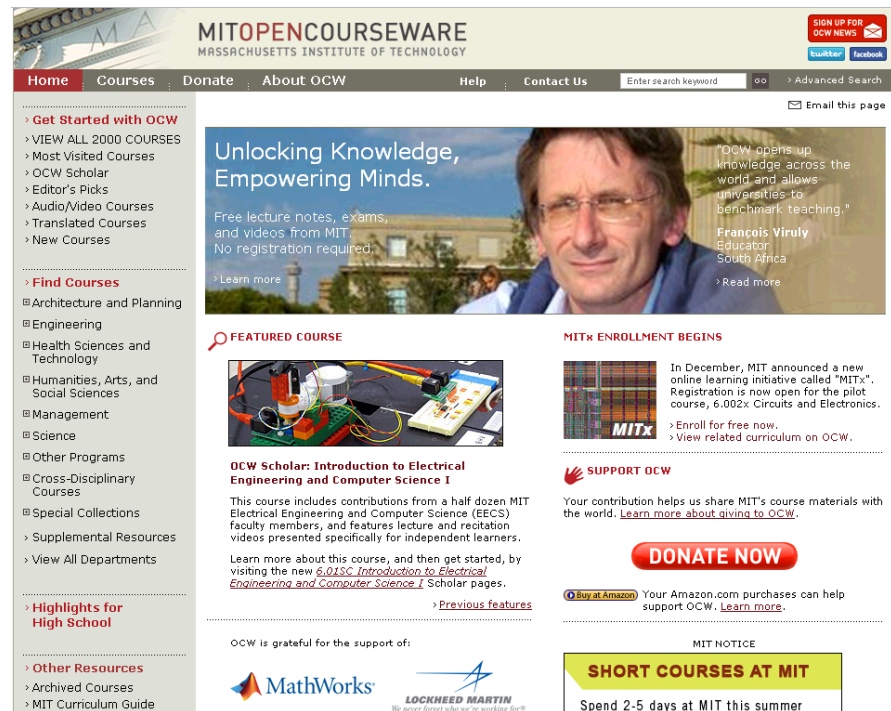 MITOPENCOURSEWARE
MASSACHUSETTS INSTITUTE OF TECHNOLOGY
SIGN UP FOR
OCW NEWS
twitter facebook
Home Courses Donate About OCW Help Contact Us Enter search keyword GO › Advanced Search
Email this page
› Get Started with OCW
› VIEW ALL 2000 COURSES
› Most Visited Courses
› OCW Scholar
› Editor's Picks
› Audio/Video Courses
› Translated Courses
› New Courses
› Find Courses
Architecture and Planning
Engineering
Health Sciences and
Technology
Humanities, Arts, and
Social Sciences
Management
Science
Other Programs
Cross-Disciplinary
Courses
Special Collections
› Supplemental Resources
› View All Departments
› Highlights for
High School
› Other Resources
› Archived Courses
› MIT Curriculum Guide
Unlocking Knowledge,
Empowering Minds.
Free lecture notes, exams,
and videos from MIT.
No registration required.
› Learn more
"OCW opens up
knowledge across the
world and allows
universities to
benchmark teaching."
François Viruly
Educator
South Africa
› Read more
FEATURED COURSE
OCW Scholar: Introduction to Electrical
Engineering and Computer Science I
This course includes contributions from a half dozen MIT
Electrical Engineering and Computer Science (EECS)
faculty members, and features lecture and recitation
videos presented specifically for independent learners.
Learn more about this course, and then get started, by
visiting the new 6.01SC Introduction to Electrical
Engineering and Computer Science I Scholar pages.
› Previous features
OCW is grateful for the support of:
MathWorks
LOCKHEED MARTIN
We never forget who we're working for®
MITx ENROLLMENT BEGINS
MITx
In December, MIT announced a new
online learning initiative called "MITx".
Registration is now open for the pilot
course, 6.002x Circuits and Electronics.
› Enroll for free now.
› View related curriculum on OCW.
SUPPORT OCW
Your contribution helps us share MIT's course materials with
the world. Learn more about giving to OCW.
DONATE NOW
Buy at Amazon Your Amazon.com purchases can help
support OCW. Learn more.
MIT NOTICE
SHORT COURSES AT MIT
Spend 2-5 days at MIT this summer